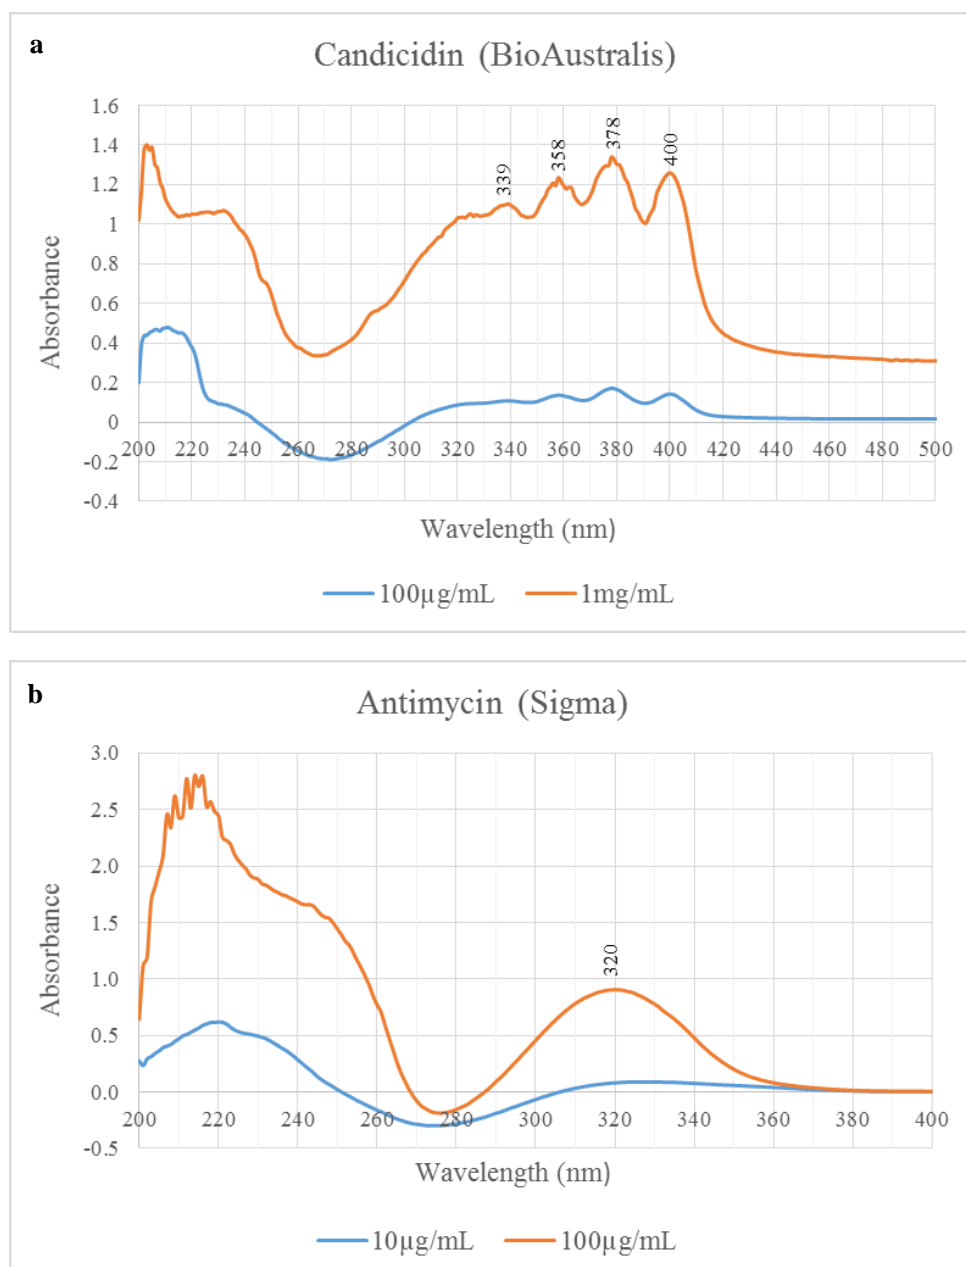 a
Candicidin (BioAustralis)
1.6
1.4
1.2
1
0.8
0.6
0.4
0.2
0
-0.2
-0.4
Absorbance
339
358
378
400
200 220 240 260 280 300 320 340 360 380 400 420 440 460 480 500
Wavelength (nm)
100µg/mL 1mg/mL
b
Antimycin (Sigma)
3.0
2.5
2.0
1.5
1.0
0.5
0.0
-0.5
Absorbance
320
200 220 240 260 280 300 320 340 360 380 400
Wavelength (nm)
10µg/mL 100µg/mL